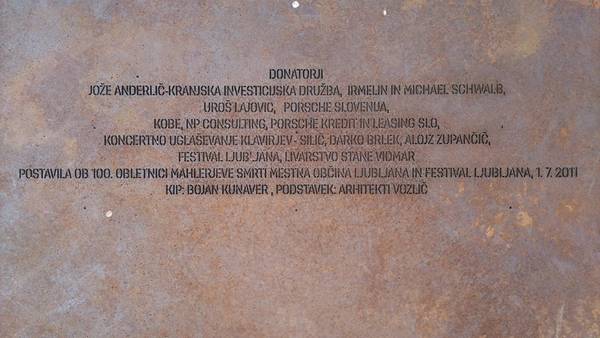 DONATORJI
JOŽE ANDERLIČ-KRANJSKA INVESTICIJSKA DRUŽBA, IRMELIN IN MICHAEL SCHWALB,
UROŠ LAJOVIC, PORSCHE SLOVENIJA,
KOBE, NP CONSULTING, PORSCHE KREDIT IN LEASING SLO,
KONCERTNO UGLAŠEVANJE KLAVIRJEV- SILIČ, DARKO BRLEK, ALOJZ ZUPANČIČ,
FESTIVAL LJUBLJANA, LIVARSTVO STANE VIDMAR
POSTAVILA OB 100. OBLETNICI MAHLERJEVE SMRTI MESTNA OBČINA LJUBLJANA IN FESTIVAL LJUBLJANA, 1. 7. 2011
KIP: BOJAN KUNAVER , PODSTAVEK: ARHITEKTI VOZLIČ